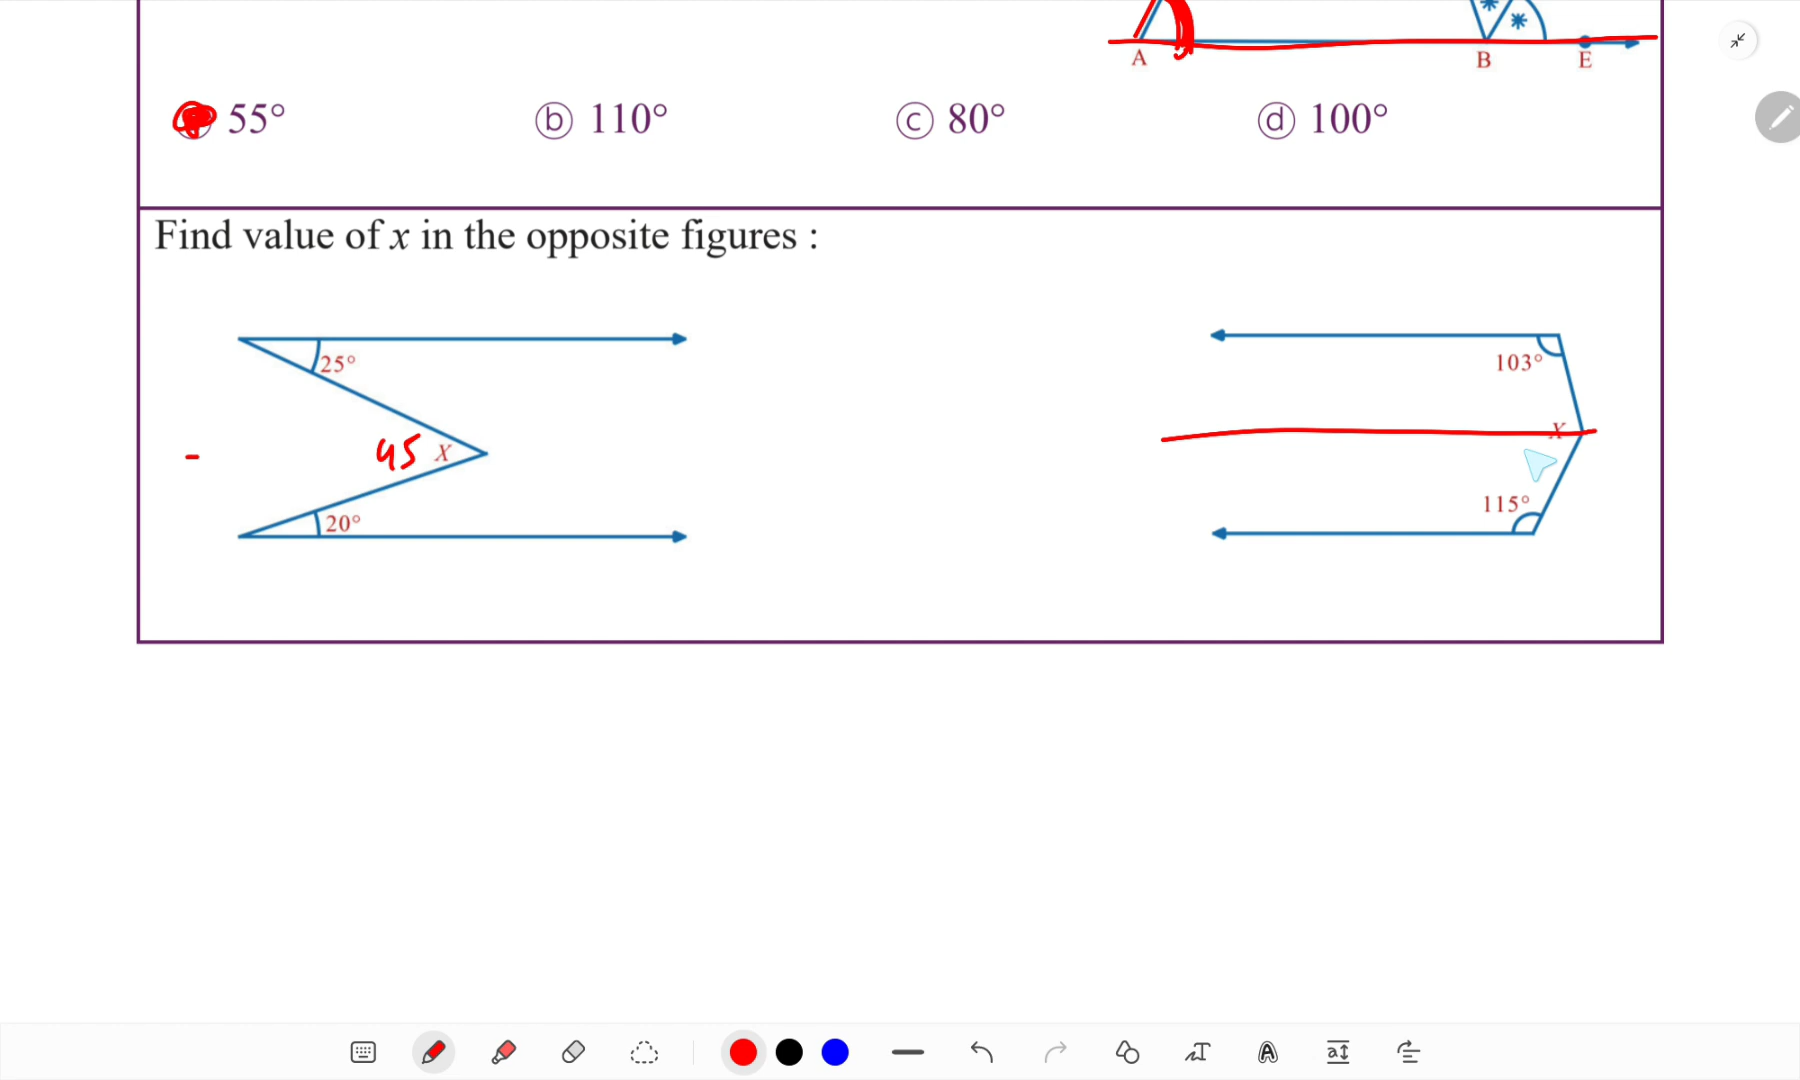 A B E
55° ⓑ 110° ⓒ 80° ⓓ 100°
Find value of x in the opposite figures :
25°
103°
45 x
x
20°
115°